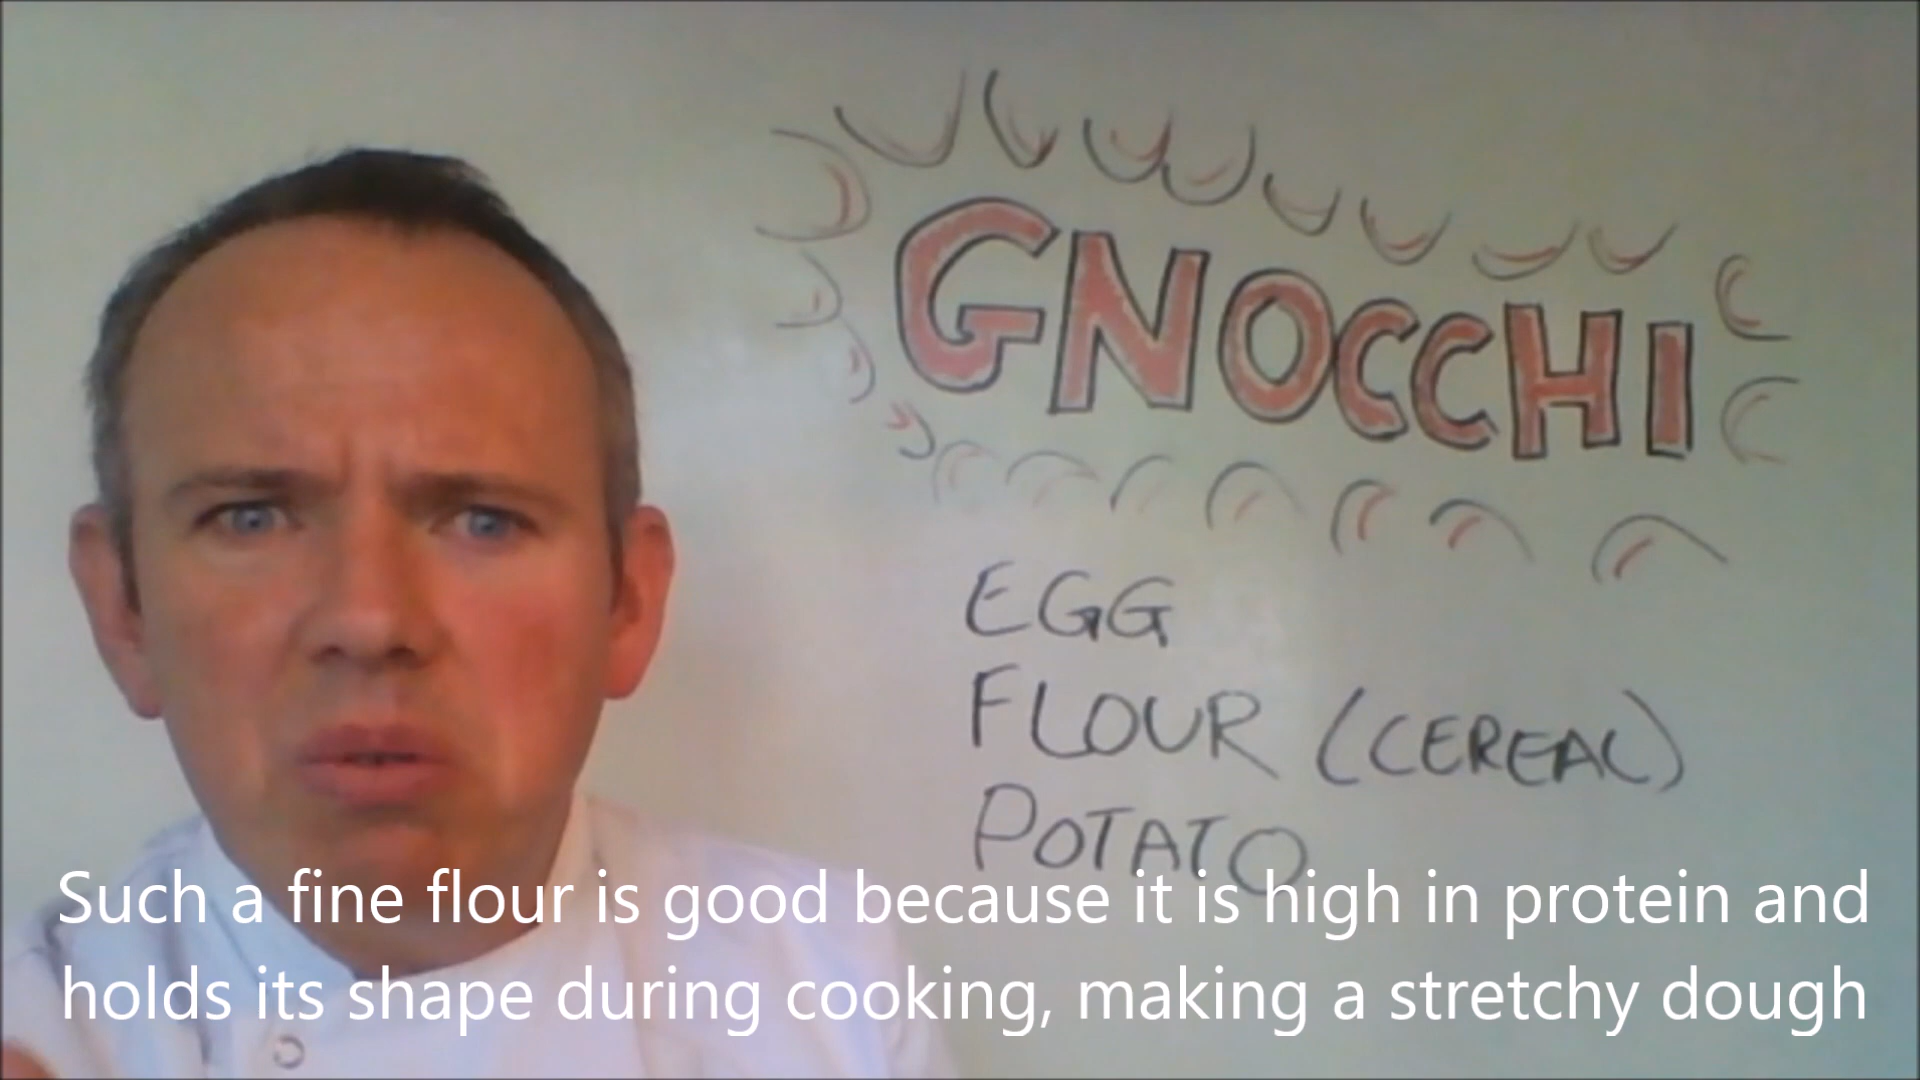 GNOCCHI
EGG
FLOUR (CEREAL)
POTATO
Such a fine flour is good because it is high in protein and
holds its shape during cooking, making a stretchy dough